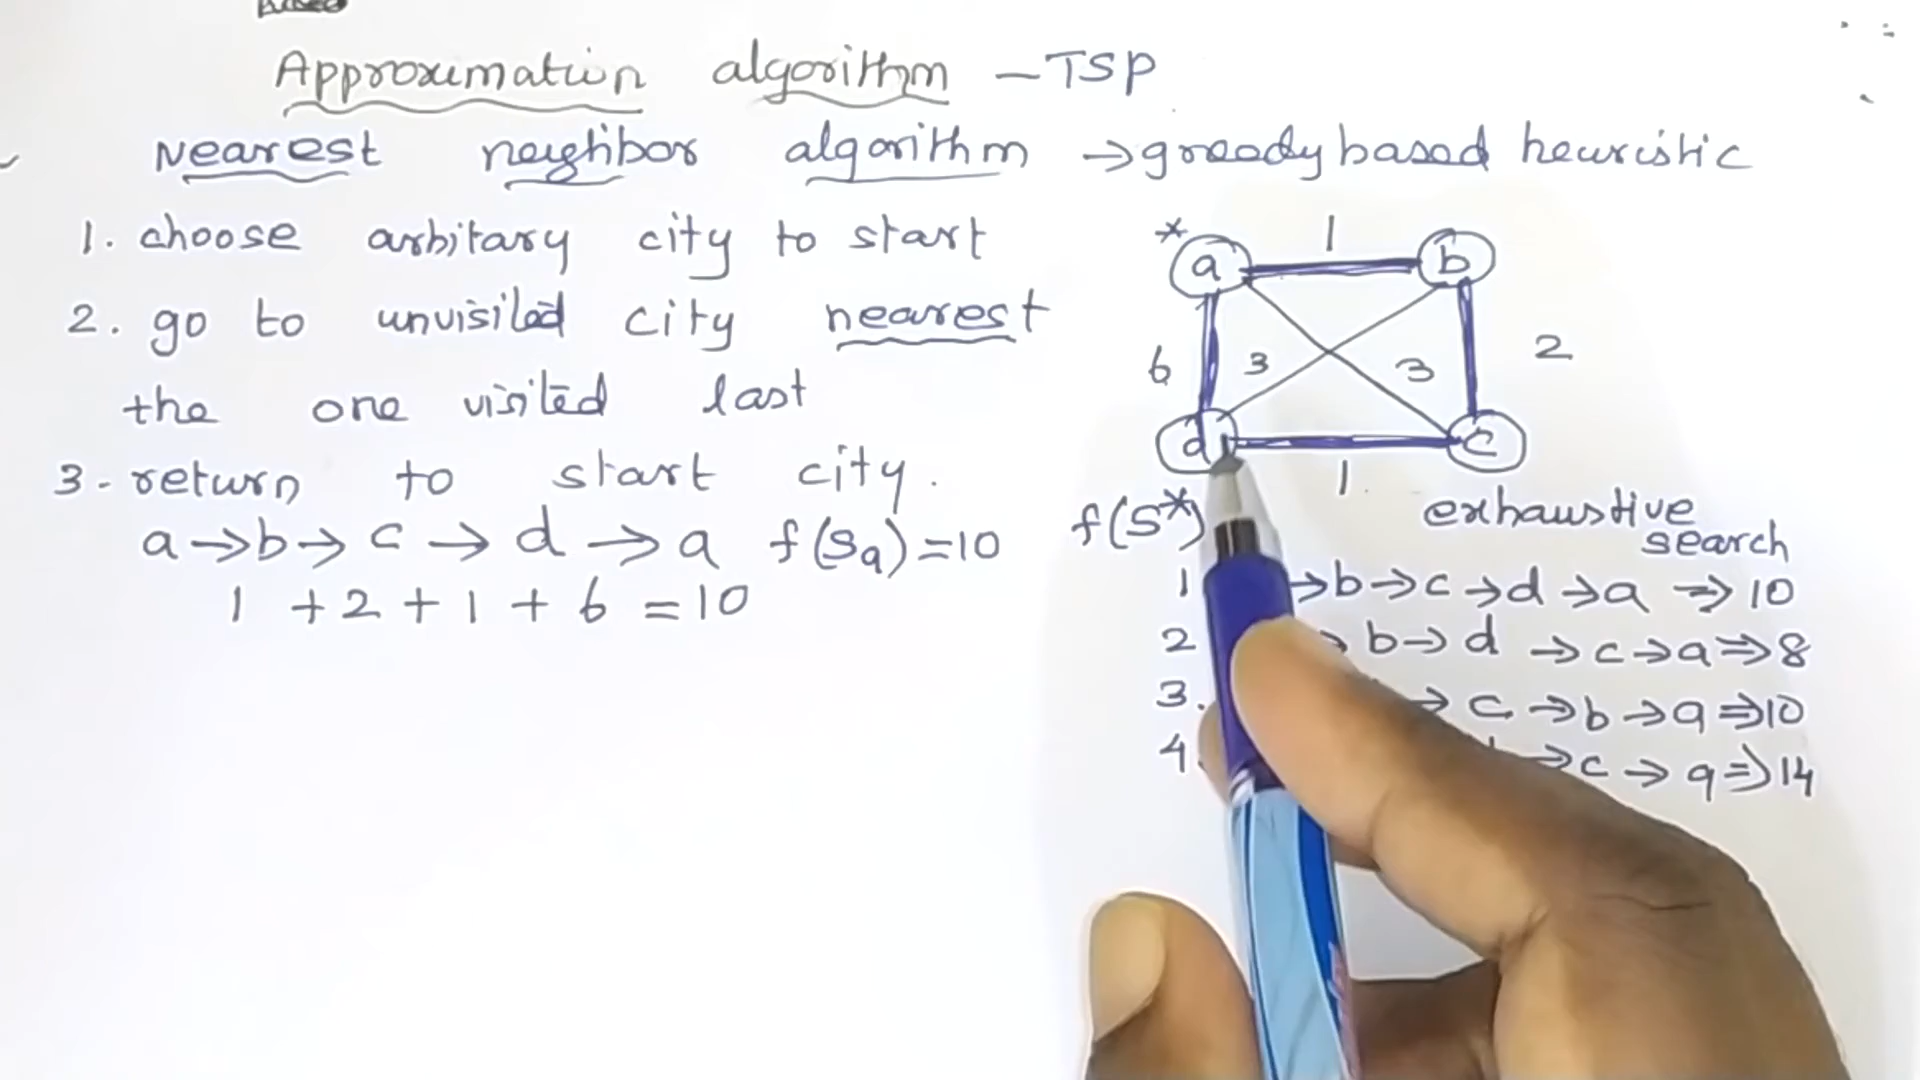 Approximation algorithm – TSP
Nearest neighbor algorithm → greedy based heuristic
1. choose arbitary city to start
2. go to unvisited city nearest
the one visited last
3 - return to start city.
a → b → c → d → a f(Sa) = 10
1 + 2 + 1 + 6 = 10
* a 1 b
6 3 3 2
d 1 c
f(S*) exhaustive
search
1 → b → c → d → a ⇒ 10
2 b → d → c → a ⇒ 8
3. → c → b → a ⇒ 10
4. → c → a ⇒ 14